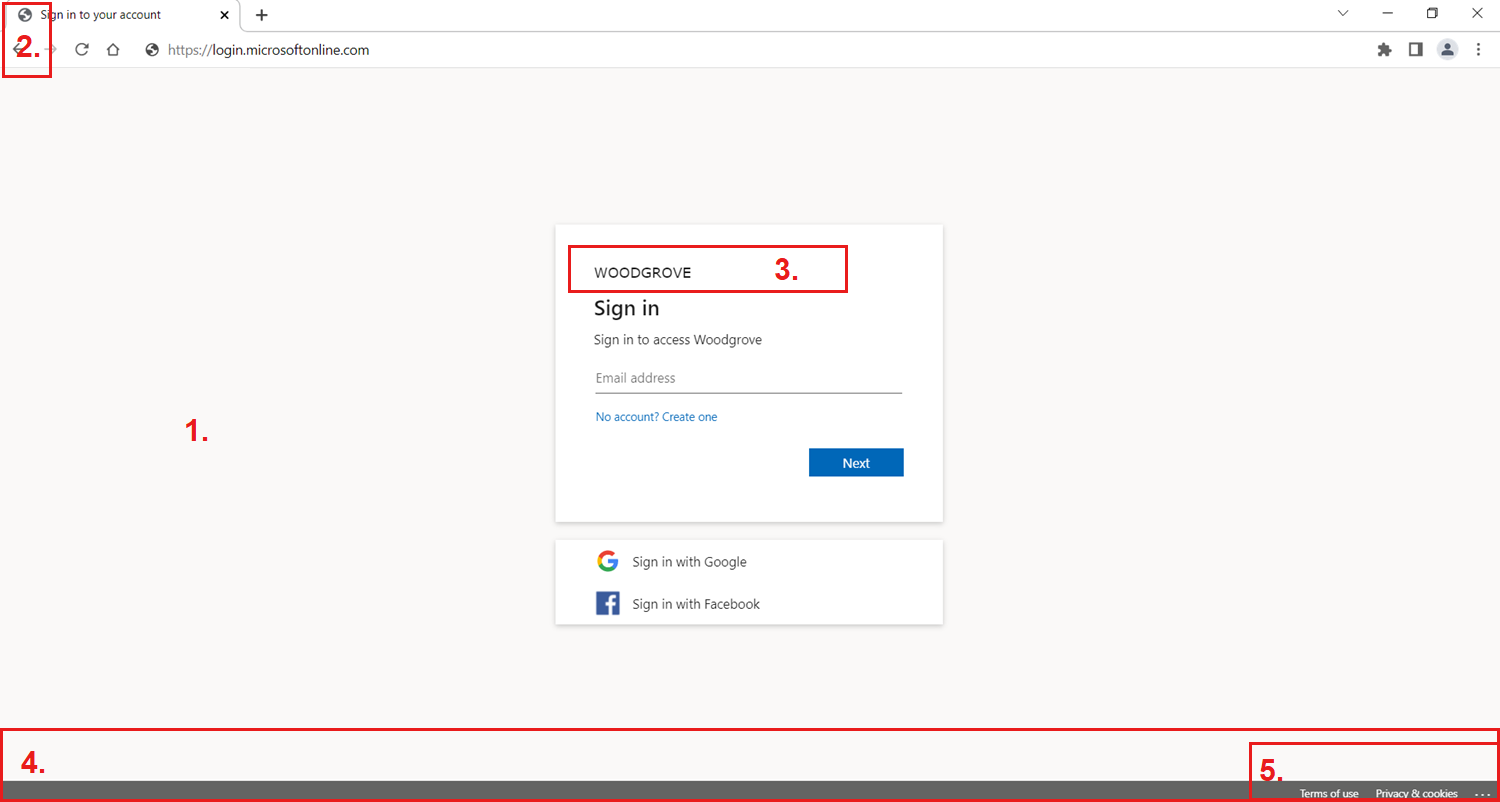 Sign in to your account
2.
https://login.microsoftonline.com
WOODGROVE
3.
Sign in
Sign in to access Woodgrove
Email address
No account? Create one
1.
Next
Sign in with Google
Sign in with Facebook
4.
5.
Terms of use Privacy & cookies ...